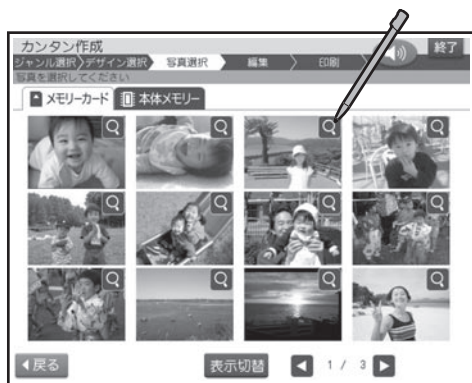 カンタン作成
終了
ジャンル選択 デザイン選択 写真選択 編集 印刷
写真を選択してください
メモリーカード 本体メモリー
戻る 表示切替 1 / 3